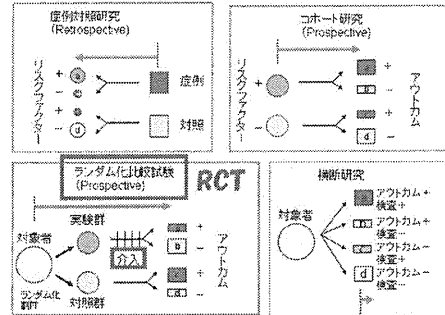 症例対照研究
(Retrospective)
リスクファクター
+
a
−
+
−
d
症例
対照
コホート研究
(Prospective)
リスクファクター
+
−
+
b −
+
d −
アウトカム
ランダム化比較試験
(Prospective)
RCT
実験群
対象者
介入
ランダム化
対照群
a +
b −
c +
d −
アウトカム
横断研究
対象者
アウトカム+
検査+
b アウトカム+
検査−
c アウトカム−
検査+
d アウトカム−
検査−